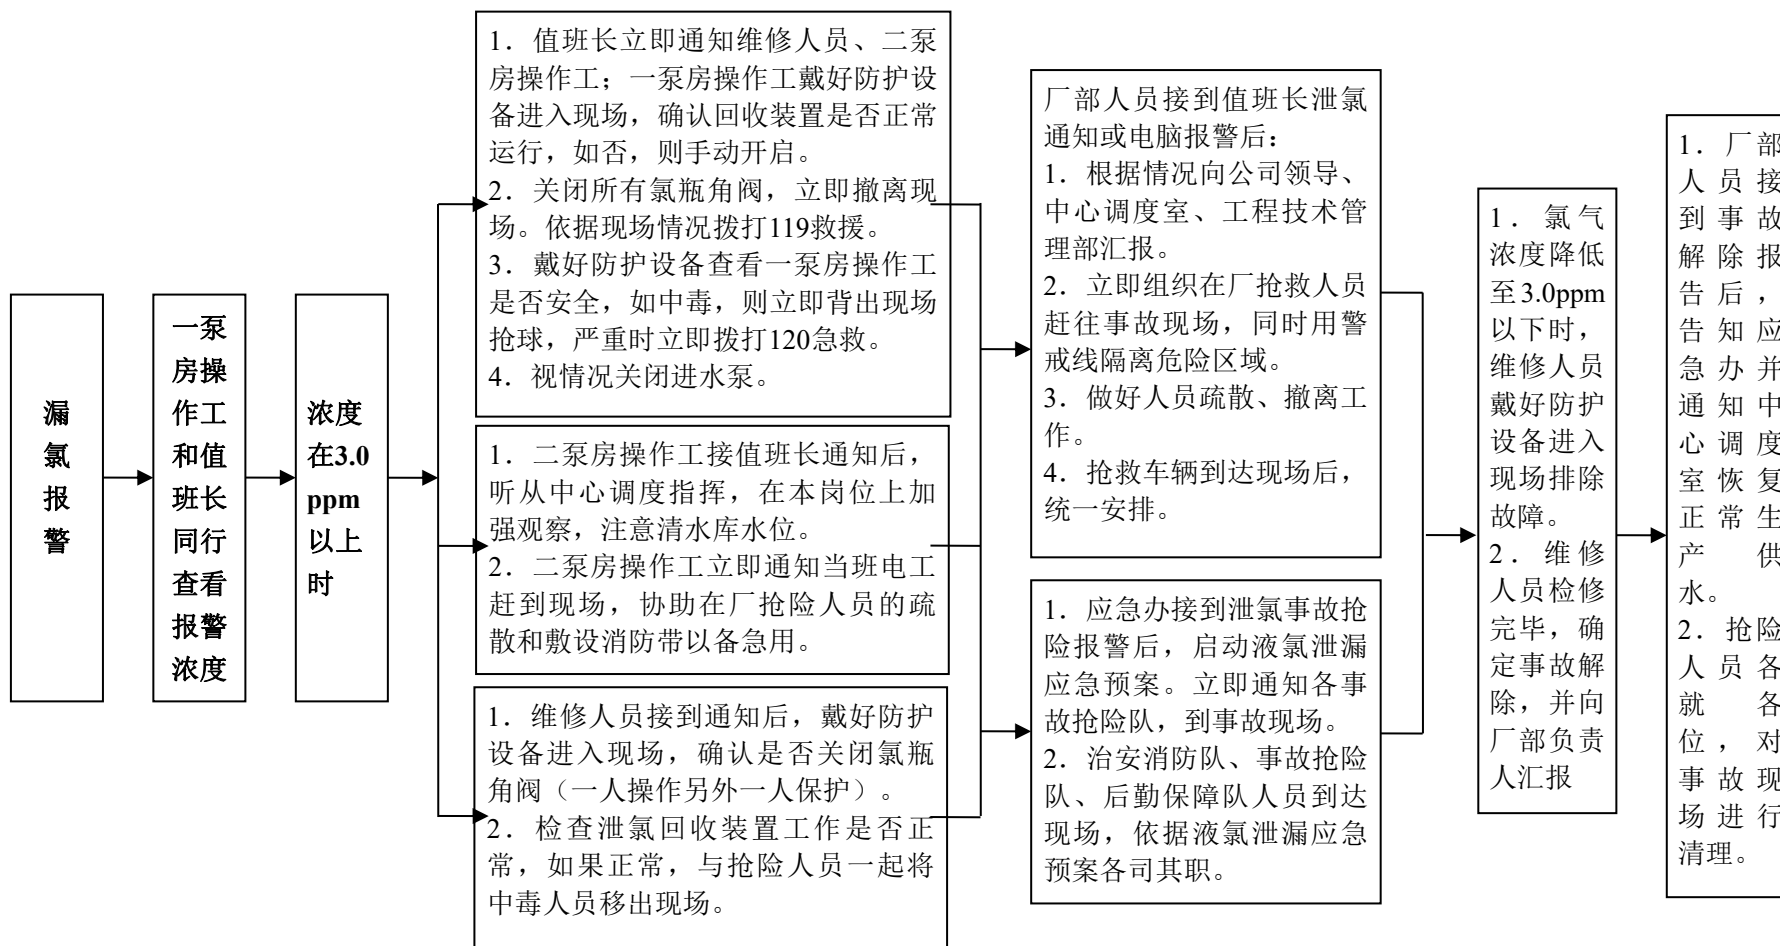 漏
氯
报
警
一泵
房操
作工
和值
班长
同行
查看
报警
浓度
浓度
在3.0
ppm
以上
时
1．值班长立即通知维修人员、二泵
房操作工；一泵房操作工戴好防护设
备进入现场，确认回收装置是否正常
运行，如否，则手动开启。
2．关闭所有氯瓶角阀，立即撤离现
场。依据现场情况拨打119救援。
3．戴好防护设备查看一泵房操作工
是否安全，如中毒，则立即背出现场
抢球，严重时立即拨打120急救。
4．视情况关闭进水泵。
1．二泵房操作工接值班长通知后，
听从中心调度指挥，在本岗位上加
强观察，注意清水库水位。
2．二泵房操作工立即通知当班电工
赶到现场，协助在厂抢险人员的疏
散和敷设消防带以备急用。
1．维修人员接到通知后，戴好防护
设备进入现场，确认是否关闭氯瓶
角阀（一人操作另外一人保护）。
2．检查泄氯回收装置工作是否正
常，如果正常，与抢险人员一起将
中毒人员移出现场。
厂部人员接到值班长泄氯
通知或电脑报警后：
1．根据情况向公司领导、
中心调度室、工程技术管
理部汇报。
2．立即组织在厂抢救人员
赶往事故现场，同时用警
戒线隔离危险区域。
3．做好人员疏散、撤离工
作。
4．抢救车辆到达现场后，
统一安排。
1．应急办接到泄氯事故抢
险报警后，启动液氯泄漏
应急预案。立即通知各事
故抢险队，到事故现场。
2．治安消防队、事故抢险
队、后勤保障队人员到达
现场，依据液氯泄漏应急
预案各司其职。
1．氯气
浓度降低
至3.0ppm
以下时，
维修人员
戴好防护
设备进入
现场排除
故障。
2．维修
人员检修
完毕，确
定事故解
除，并向
厂部负责
人汇报
1．厂部
人员接
到事故
解除报
告后，
告知应
急办并
通知中
心调度
室恢复
正常生
产供
水。
2．抢险
人员各
就各
位，对
事故现
场进行
清理。